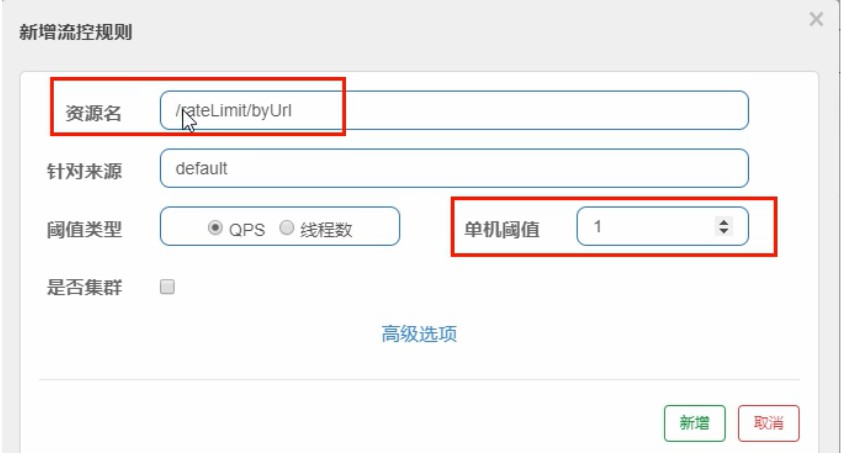 新增流控规则 ×
资源名 /rateLimit/byUrl
针对来源 default
阈值类型 QPS 线程数 单机阈值 1
是否集群
高级选项
新增 取消